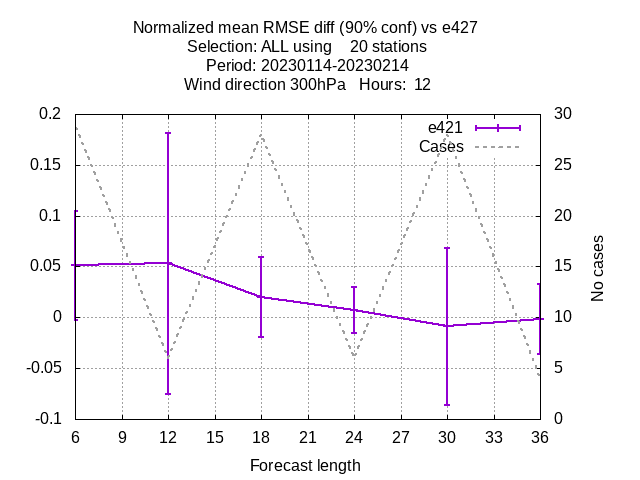 Normalized mean RMSE diff (90% conf) vs e427
Selection: ALL using    20 stations
Period: 20230114-20230214
Wind direction 300hPa   Hours:  12
0.2
0.15
0.1
0.05
0
-0.05
-0.1
30
25
20
15
10
5
0
e421
Cases
No cases
6 9 12 15 18 21 24 27 30 33 36
Forecast length